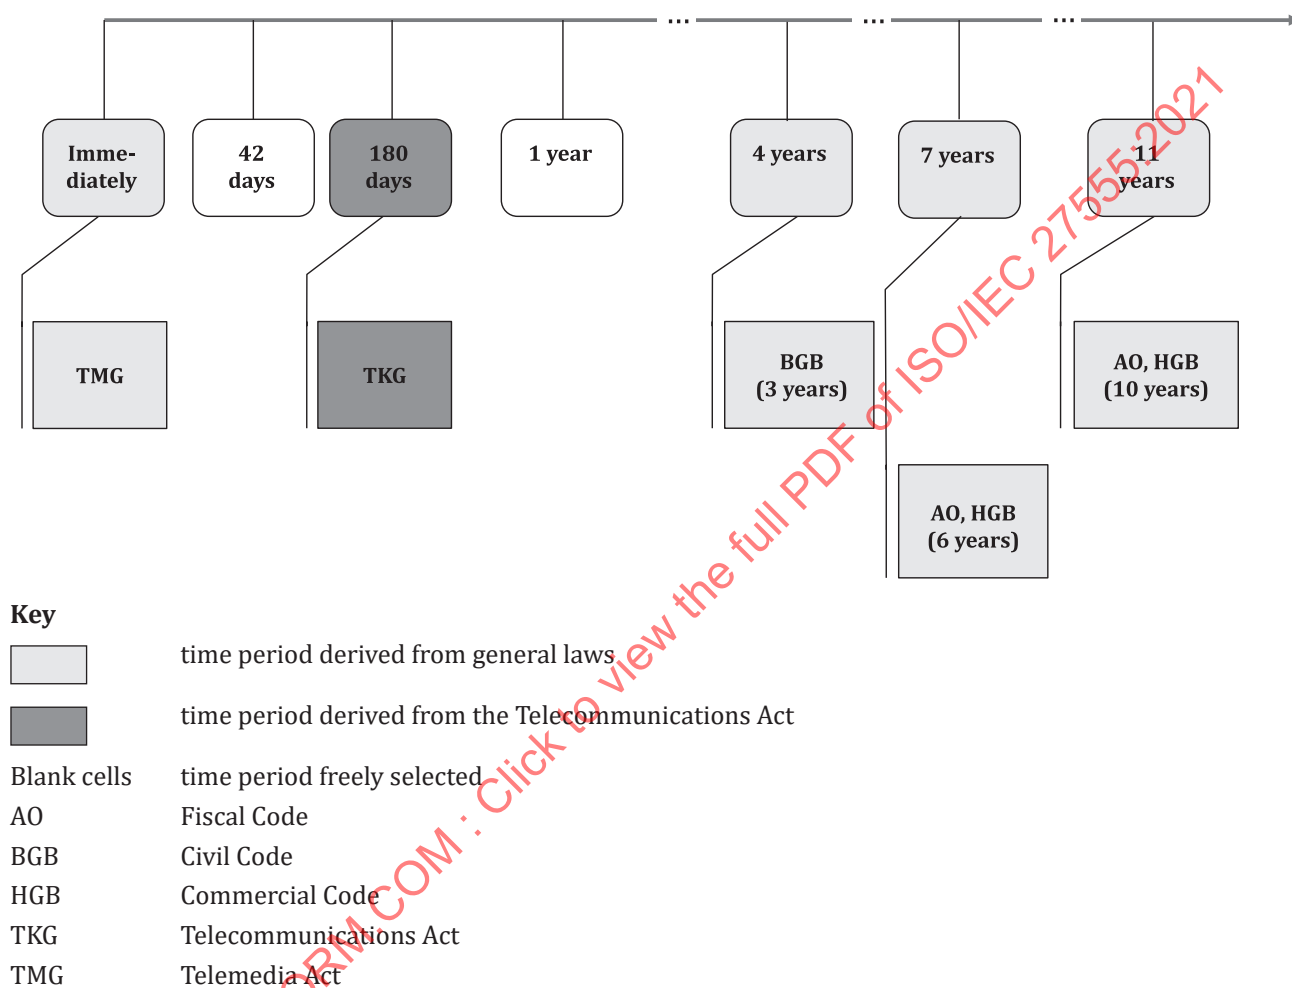 ... ... ...
Imme-
diately
42
days
180
days
1 year
4 years
7 years
11
years
TMG
TKG
BGB
(3 years)
AO, HGB
(10 years)
AO, HGB
(6 years)
Key
time period derived from general laws
time period derived from the Telecommunications Act
Blank cells time period freely selected
AO Fiscal Code
BGB Civil Code
HGB Commercial Code
TKG Telecommunications Act
TMG Telemedia Act
ORM.COM : Click to view the full PDF of ISO/IEC 27555:2021